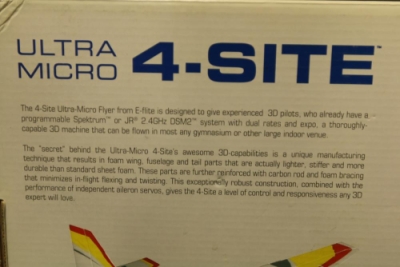 ULTRA
MICRO
4-SITE™
The 4-Site Ultra-Micro Flyer from E-flite is designed to give experienced 3D pilots, who already have a
programmable Spektrum™ or JR® 2.4GHz DSM2™ system with dual rates and expo, a thoroughly-
capable 3D machine that can be flown in most any gymnasium or other large indoor venue.
The "secret" behind the Ultra-Micro 4-Site's awesome 3D-capabilities is a unique manufacturing
technique that results in foam wing, fuselage and tail parts that are actually lighter, stiffer and more
durable than standard sheet foam. These parts are further reinforced with carbon rod and foam bracing
that minimizes in-flight flexing and twisting. This exceptionally robust construction, combined with the
performance of independent aileron servos, gives the 4-Site a level of control and responsiveness any 3D
expert will love.